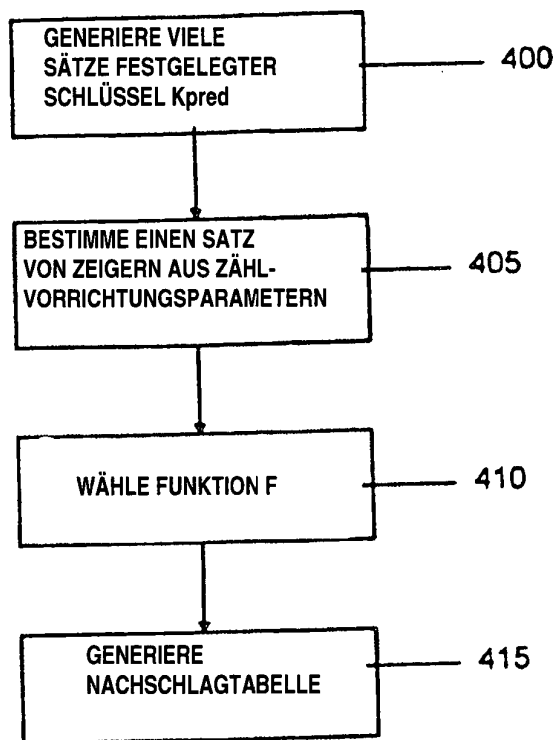 GENERIERE VIELE
SÄTZE FESTGELEGTER
SCHLÜSSEL Kpred
400
BESTIMME EINEN SATZ
VON ZEIGERN AUS ZÄHL-
VORRICHTUNGSPARAMETERN
405
WÄHLE FUNKTION F
410
GENERIERE
NACHSCHLAGTABELLE
415